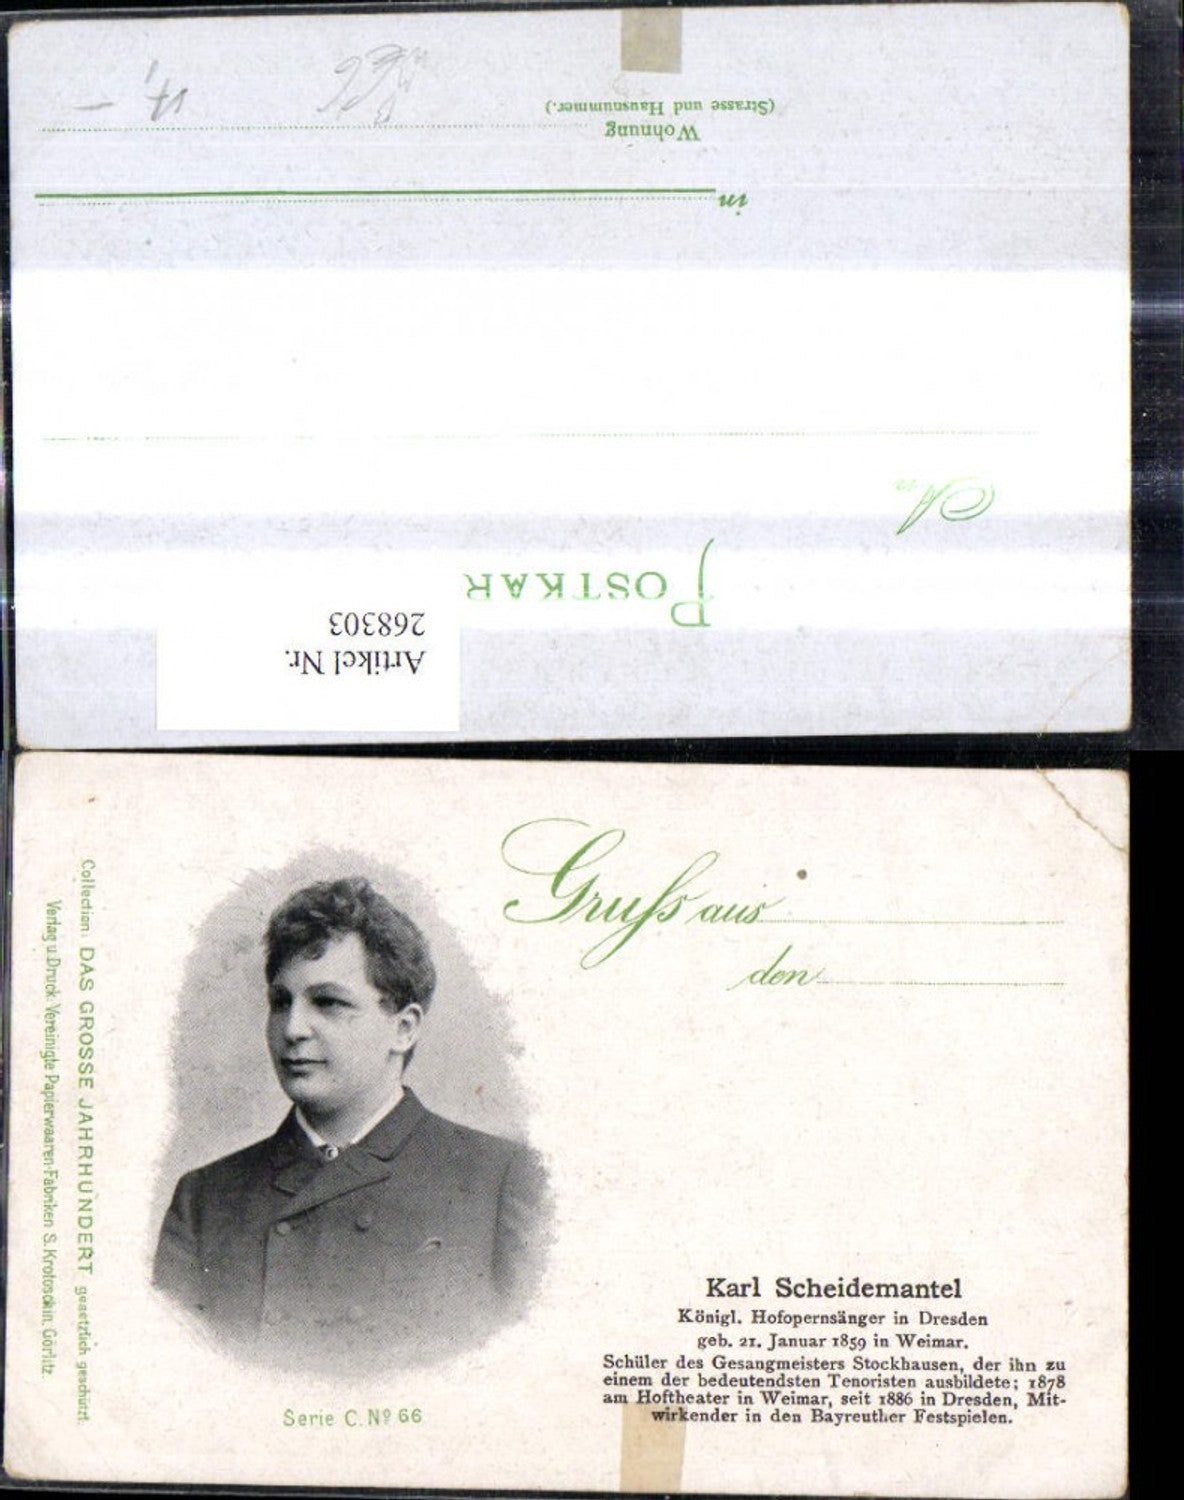 Artikel Nr.
268303
POSTKAR
An
in
Wohnung
(Strasse und Hausnummer.)
Gruss aus
den
Karl Scheidemantel
Königl. Hofopernsänger in Dresden
geb. 21. Januar 1859 in Weimar.
Schüler des Gesangmeisters Stockhausen, der ihn zu
einem der bedeutendsten Tenoristen ausbildete; 1878
am Hoftheater in Weimar, seit 1886 in Dresden, Mit-
wirkender in den Bayreuther Festspielen.
Serie C. Nº 66
Collection: DAS GROSSE JAHRHUNDERT gesetzlich geschützt.
Verlag u. Druck. Vereinigte Papierwaaren-Fabriken S. Krotoschin, Görlitz.